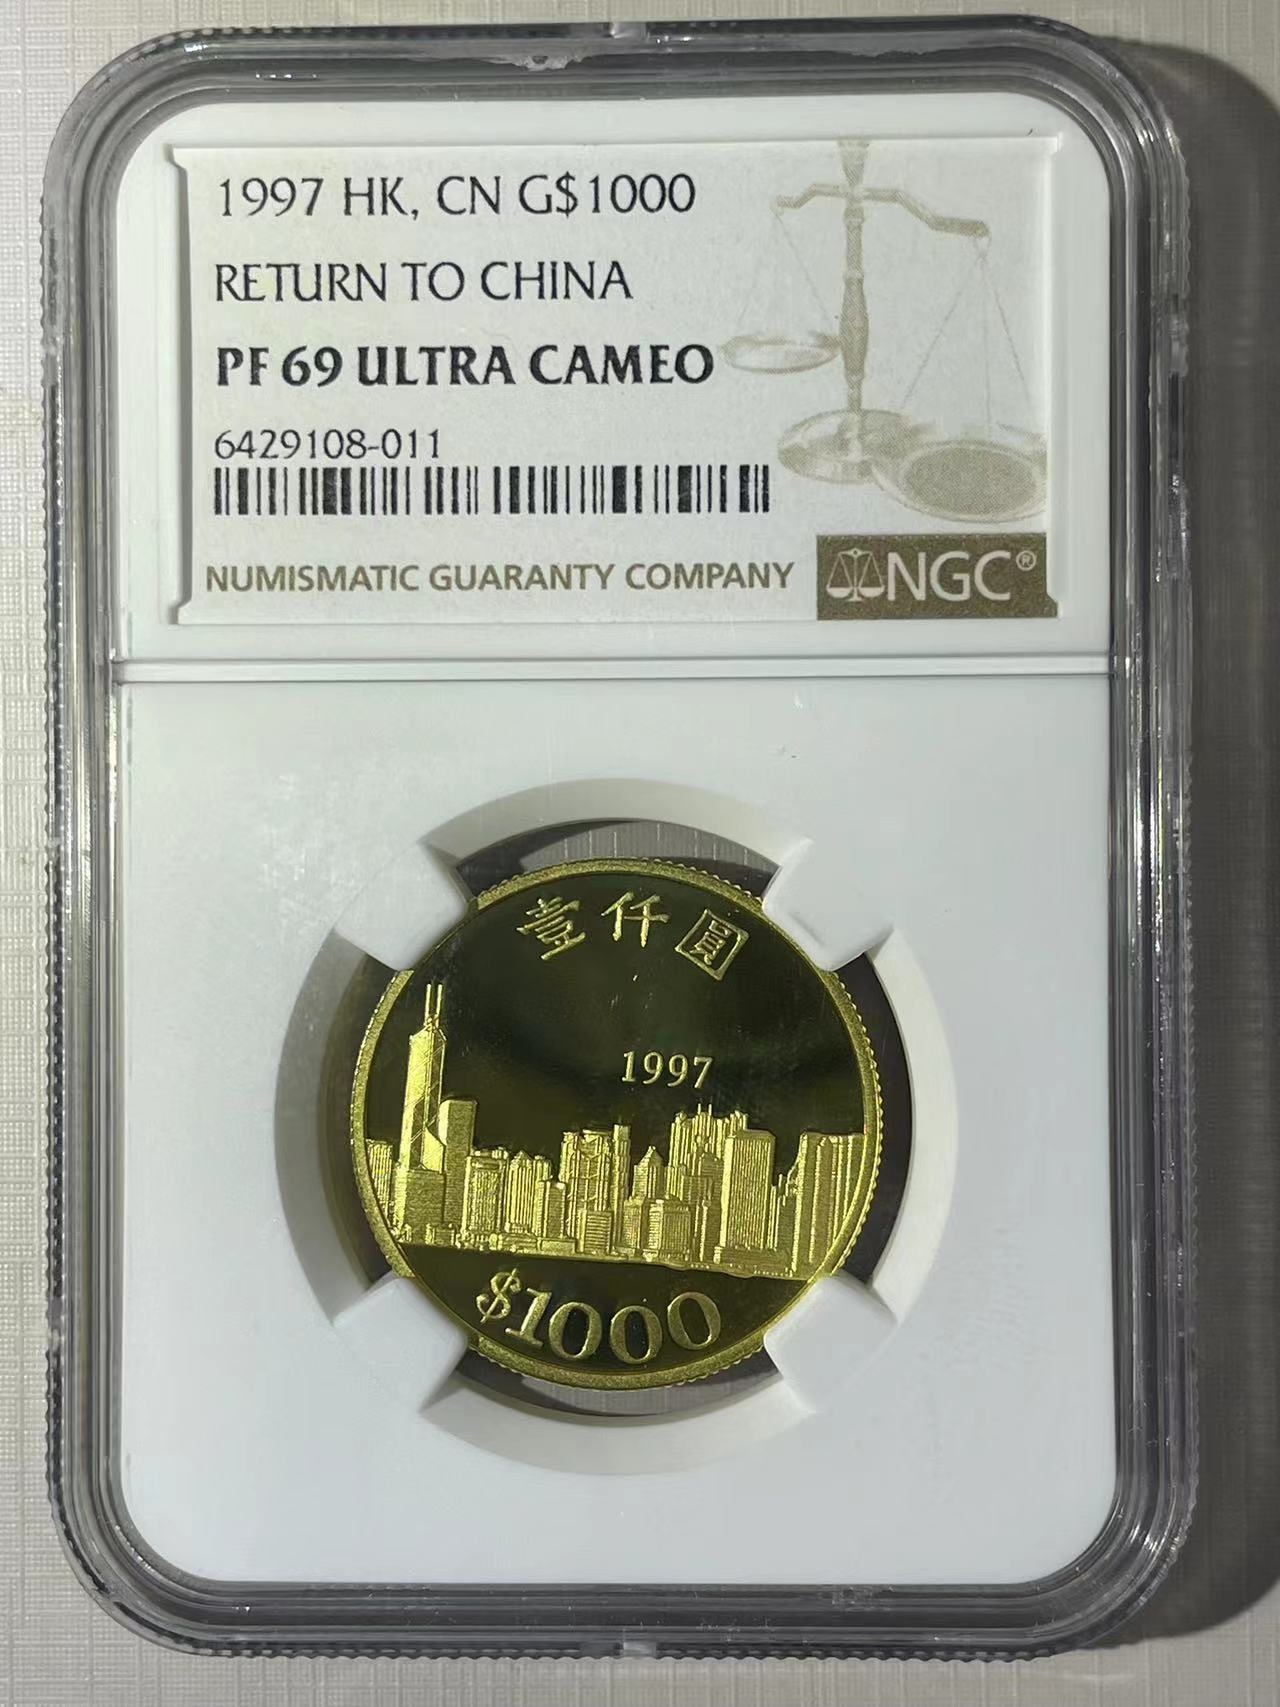 1997 HK, CN G$1000
RETURN TO CHINA
PF 69 ULTRA CAMEO
6429108-011
NUMISMATIC GUARANTY COMPANY NGC®
壹仟圓
1997
$1000